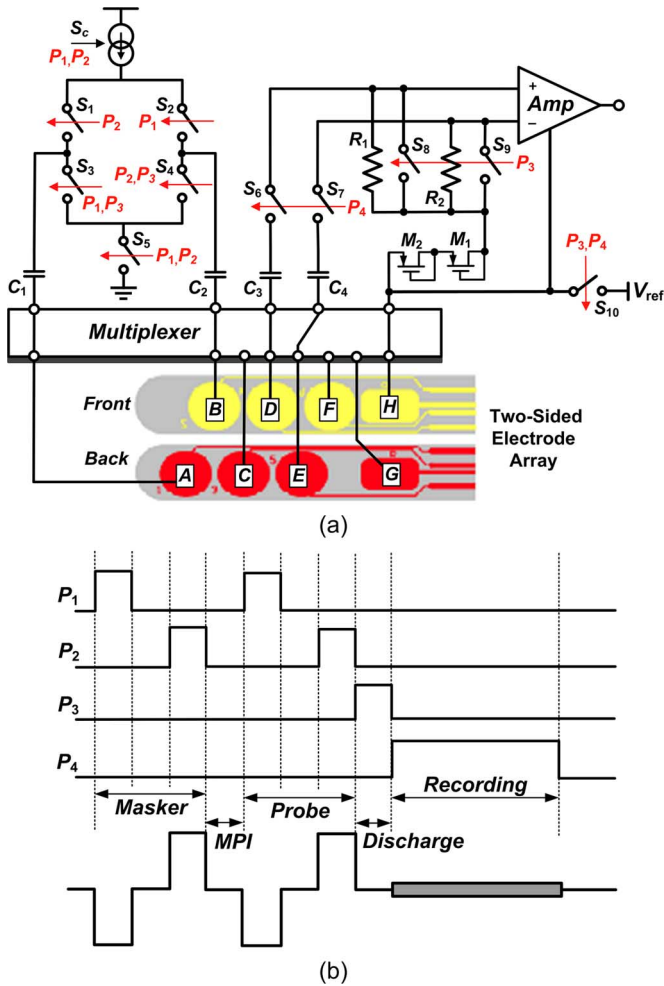 S_c
P_1,P_2
S_1
P_2
S_2
P_1
S_3
P_1,P_3
S_4
P_2,P_3
S_5
P_1,P_2
C_1
C_2
C_3
C_4
S_6
S_7
P_4
R_1
S_8
R_2
S_9
P_3
+
−
Amp
M_2
M_1
P_3,P_4
S_10
V_ref
Multiplexer
Front
B
D
F
H
Back
A
C
E
G
Two-Sided
Electrode
Array
(a)
P_1
P_2
P_3
P_4
Masker
MPI
Probe
Discharge
Recording
(b)